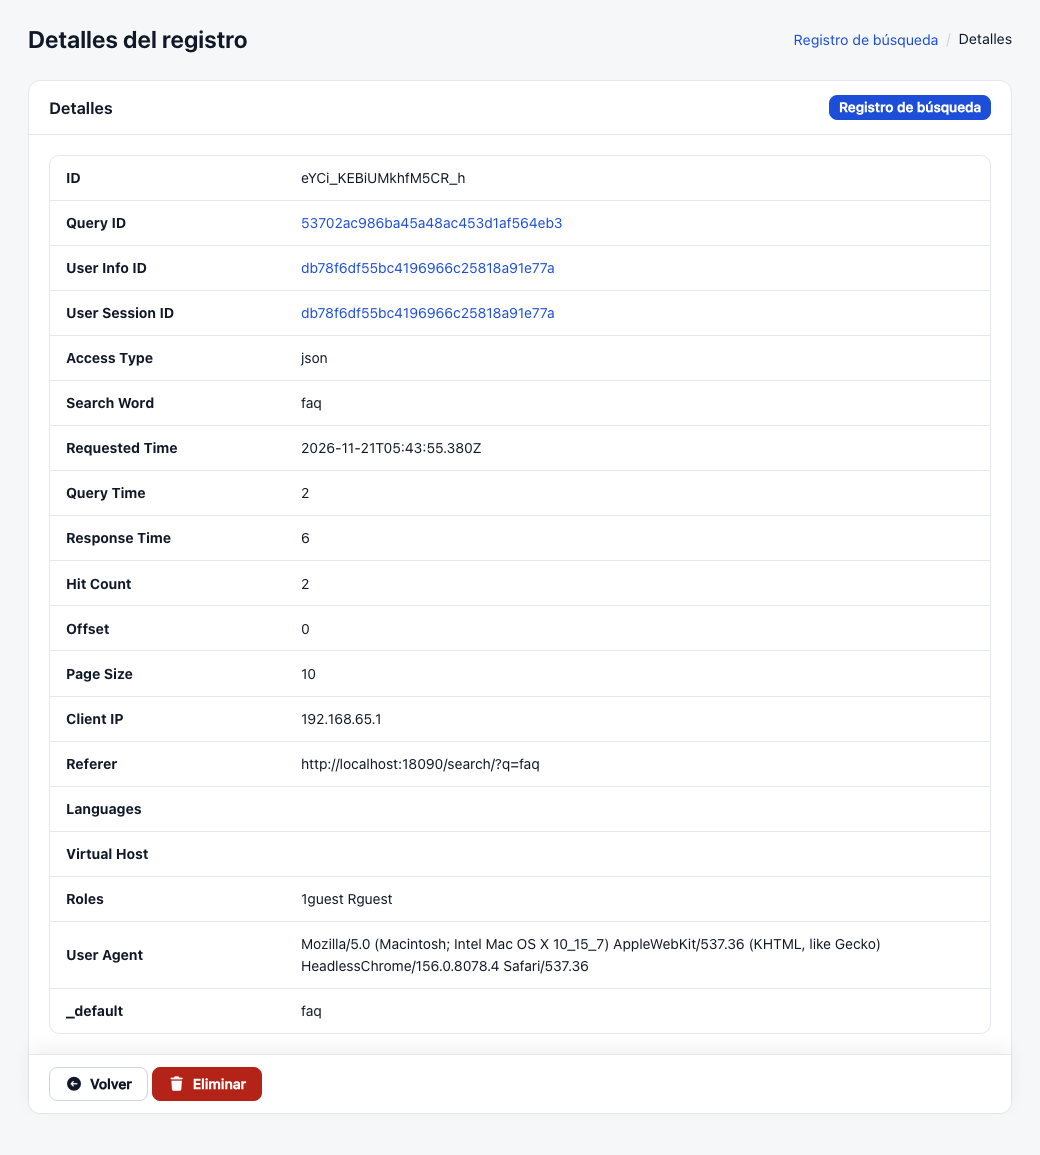 Detalles del registro
Registro de búsqueda / Detalles
Detalles
Registro de búsqueda
ID eYCi_KEBiUMkhfM5CR_h
Query ID 53702ac986ba45a48ac453d1af564eb3
User Info ID db78f6df55bc4196966c25818a91e77a
User Session ID db78f6df55bc4196966c25818a91e77a
Access Type json
Search Word faq
Requested Time 2026-11-21T05:43:55.380Z
Query Time 2
Response Time 6
Hit Count 2
Offset 0
Page Size 10
Client IP 192.168.65.1
Referer http://localhost:18090/search/?q=faq
Languages
Virtual Host
Roles 1guest Rguest
User Agent Mozilla/5.0 (Macintosh; Intel Mac OS X 10_15_7) AppleWebKit/537.36 (KHTML, like Gecko)
HeadlessChrome/156.0.8078.4 Safari/537.36
_default faq
Volver Eliminar